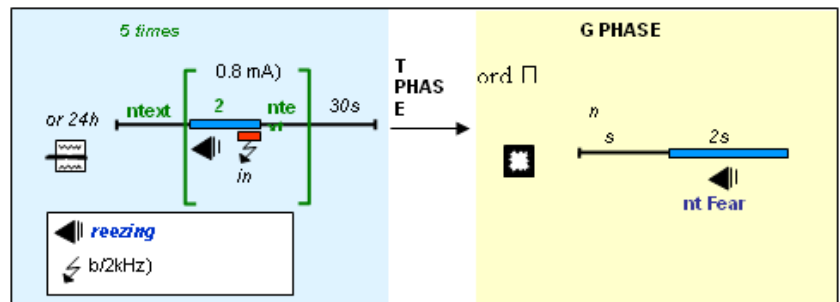 5 times
0.8 mA)
ntext 2 nte 30s
or 24h
in
reezing
b/2kHz)
T
PHAS
E
G PHASE
ord Π
n
s 2s
nt Fear